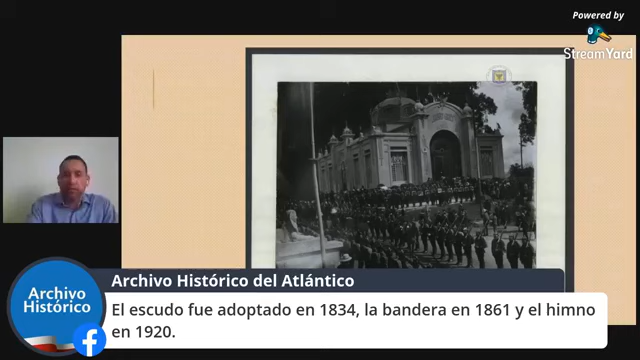 Powered by
StreamYard
Archivo Histórico del Atlántico
Archivo
Histórico
El escudo fue adoptado en 1834, la bandera en 1861 y el himno
en 1920.